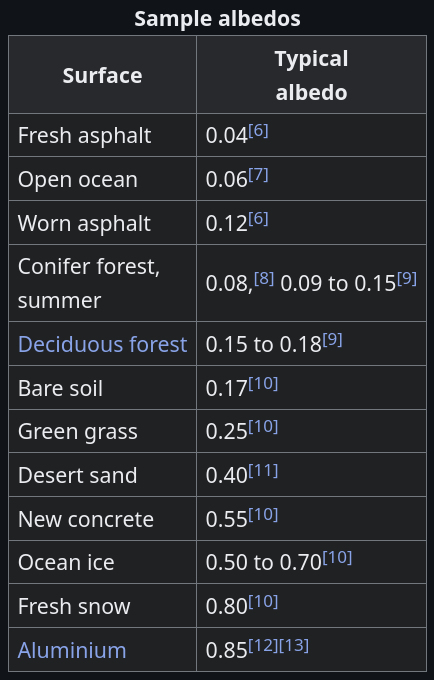 Sample albedos
Surface
Typical
albedo
Fresh asphalt 0.04[6]
Open ocean 0.06[7]
Worn asphalt 0.12[6]
Conifer forest,
summer
0.08,[8] 0.09 to 0.15[9]
Deciduous forest 0.15 to 0.18[9]
Bare soil 0.17[10]
Green grass 0.25[10]
Desert sand 0.40[11]
New concrete 0.55[10]
Ocean ice 0.50 to 0.70[10]
Fresh snow 0.80[10]
Aluminium 0.85[12][13]